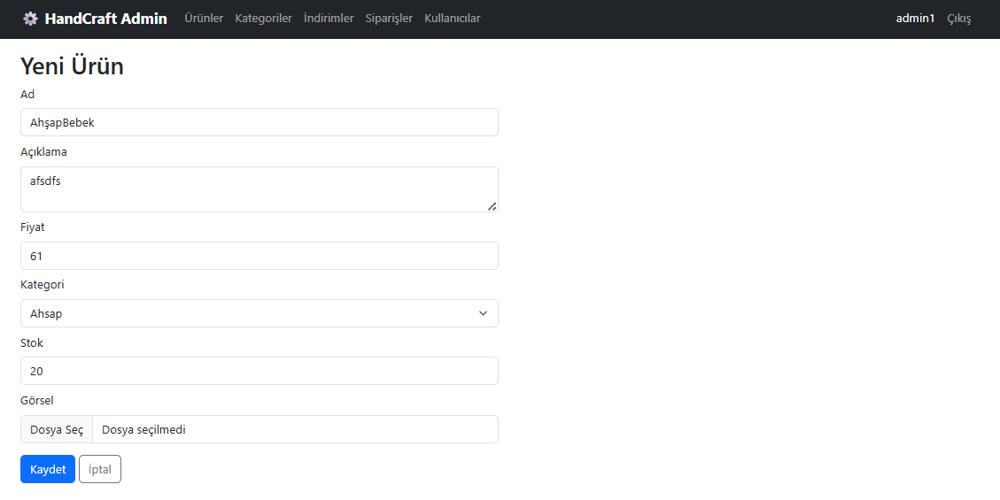 HandCraft Admin Ürünler Kategoriler İndirimler Siparişler Kullanıcılar admin1 Çıkış
Yeni Ürün
Ad
AhşapBebek
Açıklama
afsdfs
Fiyat
61
Kategori
Ahsap
Stok
20
Görsel
Dosya Seç Dosya seçilmedi
Kaydet İptal